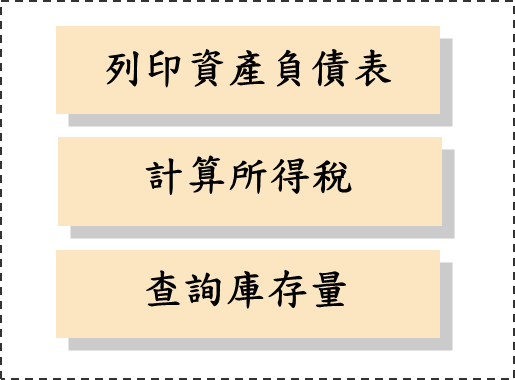 列印資產負債表
計算所得稅
查詢庫存量